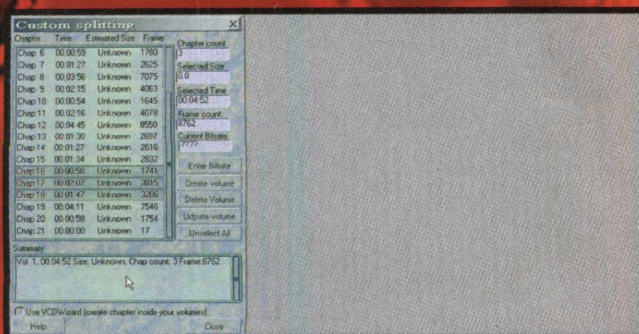 Custom splitting
Chapter Time Estimated Size Frame
Chap 6 00:00:59 Unknown 1780
Chap 7 00:01:27 Unknown 2625
Chap 8 00:03:56 Unknown 7075
Chap 9 00:02:15 Unknown 4063
Chap 10 00:00:54 Unknown 1645
Chap 11 00:02:16 Unknown 4078
Chap 12 00:04:45 Unknown 8550
Chap 13 00:01:30 Unknown 2697
Chap 14 00:01:27 Unknown 2616
Chap 15 00:01:34 Unknown 2832
Chap 16 00:00:58 Unknown 1741
Chap 17 00:02:07 Unknown 3815
Chap 18 00:01:47 Unknown 3206
Chap 19 00:04:11 Unknown 7546
Chap 20 00:00:58 Unknown 1754
Chap 21 00:00:00 Unknown 17
Chapter count
3
Selected Size
0.0
Selected Time
00:04:52
Frame count
8762
Current Bitrate
????
Enter Bitrate
Create volume
Delete Volume
Udpate volume
Unselect All
Summary
Vol 1, 00:04:52 Size: Unknown, Chap count: 3 Frame:8762
Use VCDWizard (create chapter inside your volumes)
Help
Close